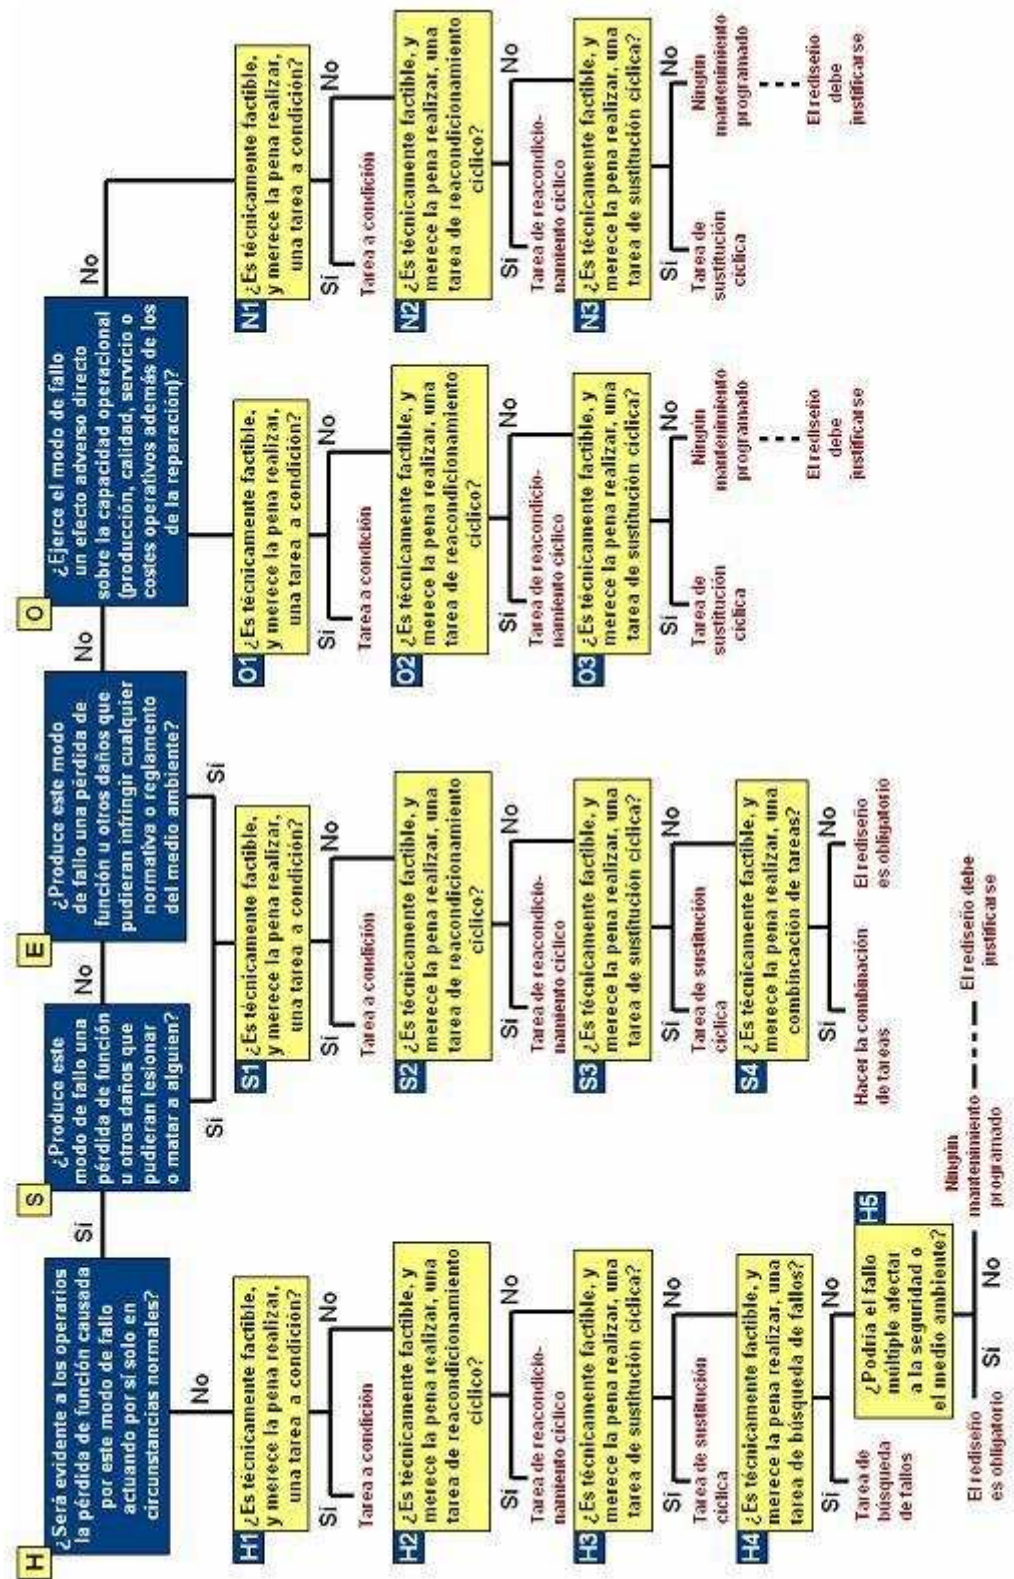 H
¿Será evidente a los operarios
la pérdida de función causada
por este modo de fallo
actuando por sí solo en
circunstancias normales?
Sí
No
S
¿Produce este
modo de fallo una
pérdida de función
u otros daños que
pudieran lesionar
o matar a alguien?
No
Sí
E
¿Produce este modo
de fallo una pérdida de
función u otros daños que
pudieran infringir cualquier
normativa o reglamento
del medio ambiente?
No
Sí
O
¿Ejerce el modo de fallo
un efecto adverso directo
sobre la capacidad operacional
(producción, calidad, servicio o
costes operativos además de los
de la reparación)?
No
H1
¿Es técnicamente factible,
y merece la pena realizar,
una tarea a condición?
Sí
No
Tarea a condición
H2
¿Es técnicamente factible, y
merece la pena realizar, una
tarea de reacondicionamiento
cíclico?
Sí
No
Tarea de reacondicio-
namiento cíclico
H3
¿Es técnicamente factible, y
merece la pena realizar, una
tarea de sustitución cíclica?
Sí
No
Tarea de sustitución
cíclica
H4
¿Es técnicamente factible, y
merece la pena realizar, una
tarea de búsqueda de fallos?
Sí
No
Tarea de
búsqueda
de fallos
H5
¿Podría el fallo
múltiple afectar
a la seguridad o
el medio ambiente?
Sí
No
El rediseño
es obligatorio
Ningún
mantenimiento
programado
El rediseño debe
justificarse
S1
¿Es técnicamente factible,
y merece la pena realizar,
una tarea a condición?
Sí
No
Tarea a condición
S2
¿Es técnicamente factible, y
merece la pena realizar, una
tarea de reacondicionamiento
cíclico?
Sí
No
Tarea de reacondicio-
namiento cíclico
S3
¿Es técnicamente factible, y
merece la pena realizar, una
tarea de sustitución cíclica?
Sí
No
Tarea de sustitución
cíclica
S4
¿Es técnicamente factible, y
merece la pena realizar, una
combinación de tareas?
Sí
No
Hacer la combinación
de tareas
El rediseño
es obligatorio
O1
¿Es técnicamente factible,
y merece la pena realizar,
una tarea a condición?
Sí
No
Tarea a condición
O2
¿Es técnicamente factible, y
merece la pena realizar, una
tarea de reacondicionamiento
cíclico?
Sí
No
Tarea de reacondicio-
namiento cíclico
O3
¿Es técnicamente factible, y
merece la pena realizar, una
tarea de sustitución cíclica?
Sí
No
Tarea de
sustitución
cíclica
Ningún
mantenimiento
programado
El rediseño
debe
justificarse
N1
¿Es técnicamente factible,
y merece la pena realizar,
una tarea a condición?
Sí
No
Tarea a condición
N2
¿Es técnicamente factible, y
merece la pena realizar, una
tarea de reacondicionamiento
cíclico?
Sí
No
Tarea de reacondicio-
namiento cíclico
N3
¿Es técnicamente factible, y
merece la pena realizar, una
tarea de sustitución cíclica?
Sí
No
Tarea de
sustitución
cíclica
Ningún
mantenimiento
programado
El rediseño
debe
justificarse